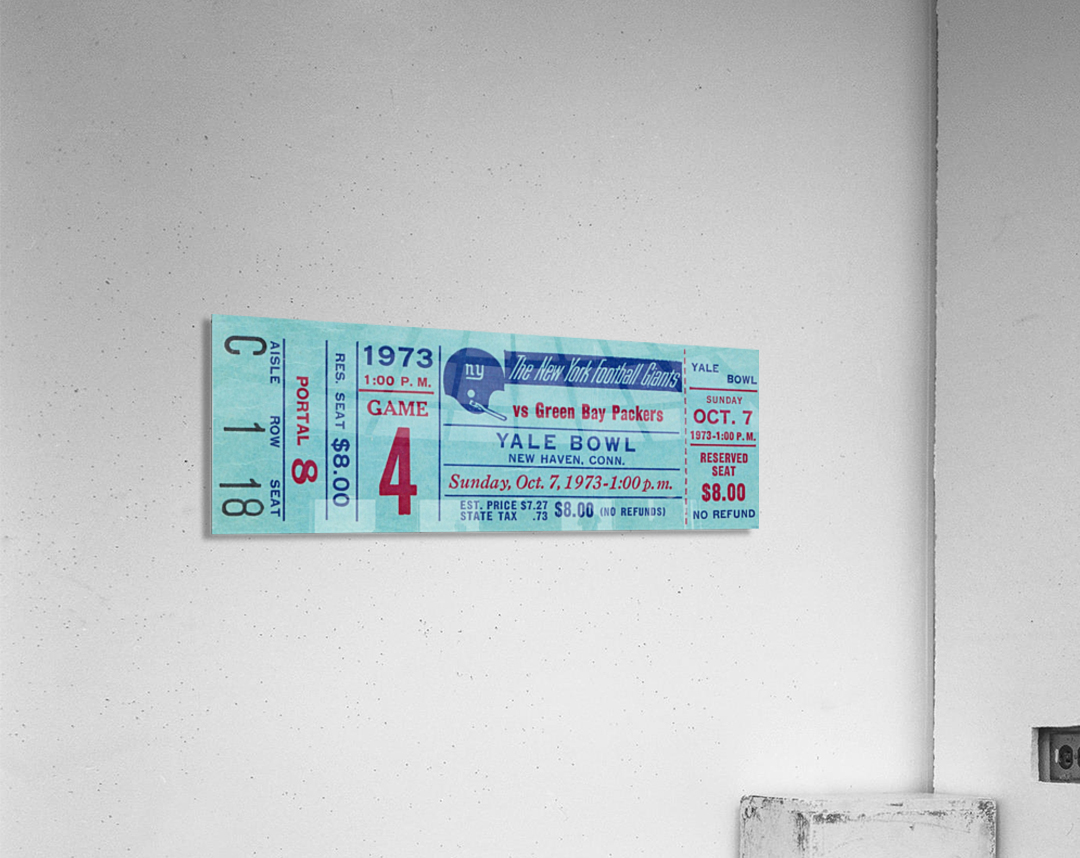 C 1 18
AISLE ROW SEAT
PORTAL 8
RES. SEAT $8.00
1973
1:00 P. M.
GAME
4
ny
The New York Football Giants
vs Green Bay Packers
YALE BOWL
NEW HAVEN, CONN.
Sunday, Oct. 7, 1973-1:00 p.m.
EST. PRICE $7.27
STATE TAX .73
$8.00 (NO REFUNDS)
YALE
BOWL
SUNDAY
OCT. 7
1973-1:00 P.M.
RESERVED
SEAT
$8.00
NO REFUND